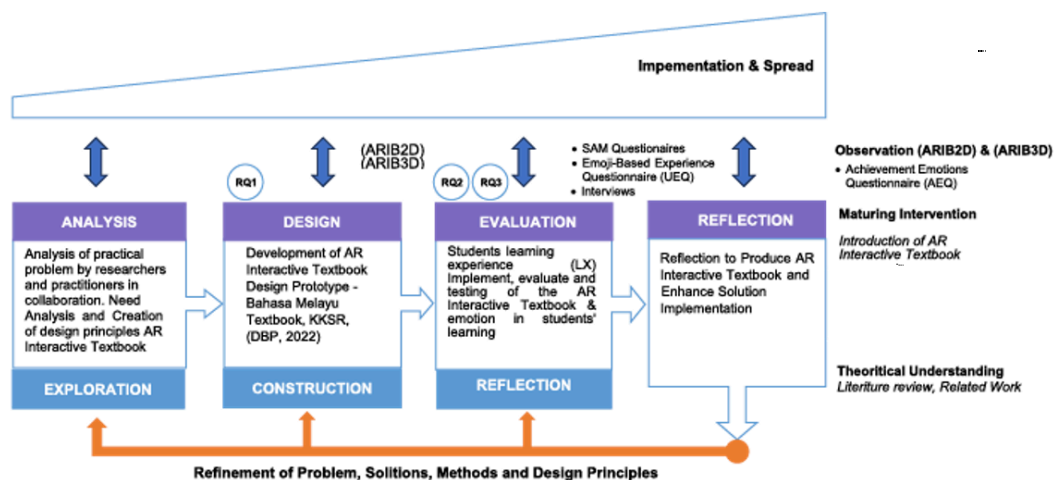 Impementation & Spread
(ARIB2D)
(ARIB3D)
• SAM Questionaires
• Emoji-Based Experience
Questionnaire (UEQ)
• Interviews
Observation (ARIB2D) & (ARIB3D)
• Achievement Emotions
Questionnaire (AEQ)
RQ1
RQ2
RQ3
ANALYSIS
Analysis of practical
problem by researchers
and practitioners in
collaboration. Need
Analysis and Creation
of design principles AR
Interactive Textbook
EXPLORATION
DESIGN
Development of AR
Interactive Textbook
Design Prototype -
Bahasa Melayu
Textbook, KKSR,
(DBP, 2022)
CONSTRUCTION
EVALUATION
Students learning
experience (LX)
Implement, evaluate and
testing of the AR
Interactive Textbook &
emotion in students'
learning
REFLECTION
REFLECTION
Reflection to Produce AR
Interactive Textbook and
Enhance Solution
Implementation
Maturing Intervention
Introduction of AR
Interactive Textbook
Theoritical Understanding
Literiture review, Related Work
Refinement of Problem, Solitions, Methods and Design Principles